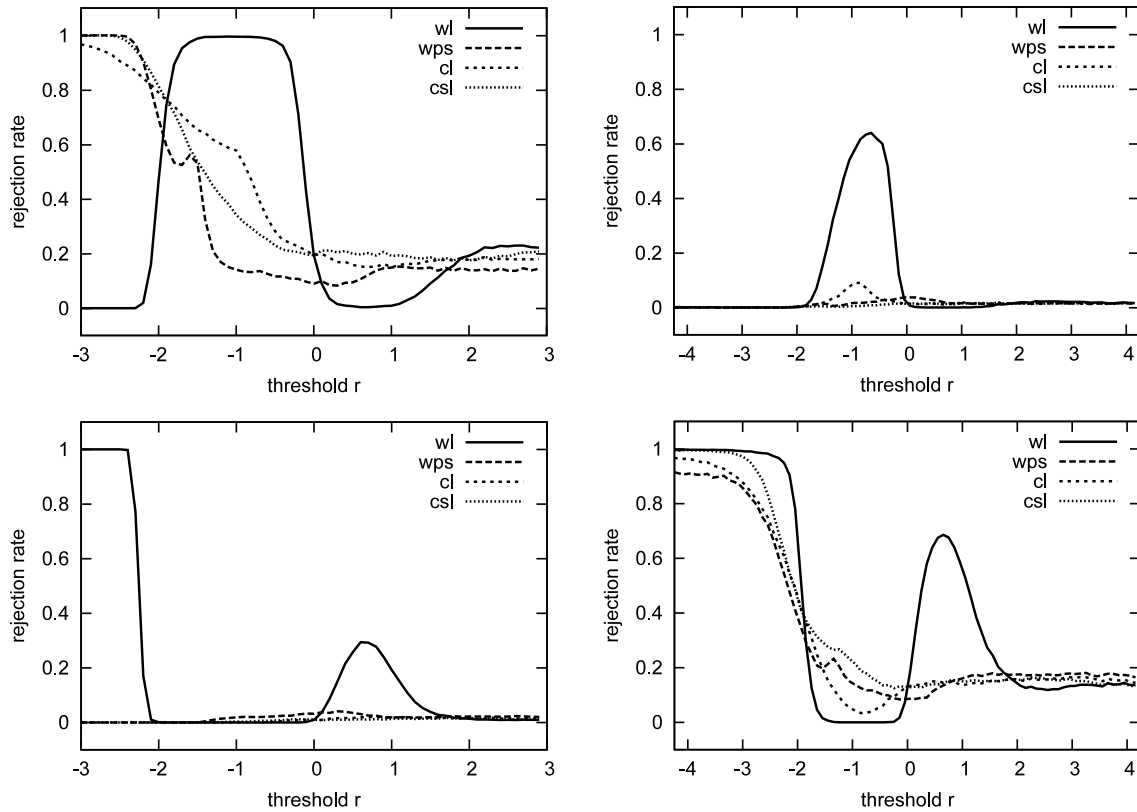 1
0.8
0.6
0.4
0.2
0
rejection rate
wl
wps
cl
csl
-3 -2 -1 0 1 2 3
threshold r
1
0.8
0.6
0.4
0.2
0
rejection rate
wl
wps
cl
csl
-4 -3 -2 -1 0 1 2 3 4
threshold r
1
0.8
0.6
0.4
0.2
0
rejection rate
wl
wps
cl
csl
-3 -2 -1 0 1 2 3
threshold r
1
0.8
0.6
0.4
0.2
0
rejection rate
wl
wps
cl
csl
-4 -3 -2 -1 0 1 2 3 4
threshold r